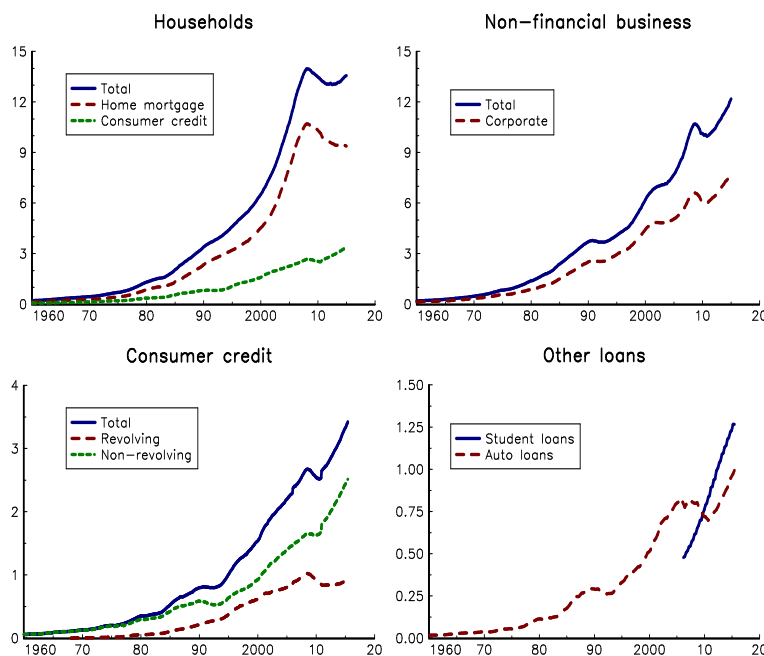 Households
15
12
9
6
3
0
Total
Home mortgage
Consumer credit
1960 70 80 90 2000 10 20
Non-financial business
15
12
9
6
3
0
Total
Corporate
1960 70 80 90 2000 10 20
Consumer credit
4
3
2
1
0
Total
Revolving
Non-revolving
1960 70 80 90 2000 10 20
Other loans
1.50
1.25
1.00
0.75
0.50
0.25
0.00
Student loans
Auto loans
1960 70 80 90 2000 10 20